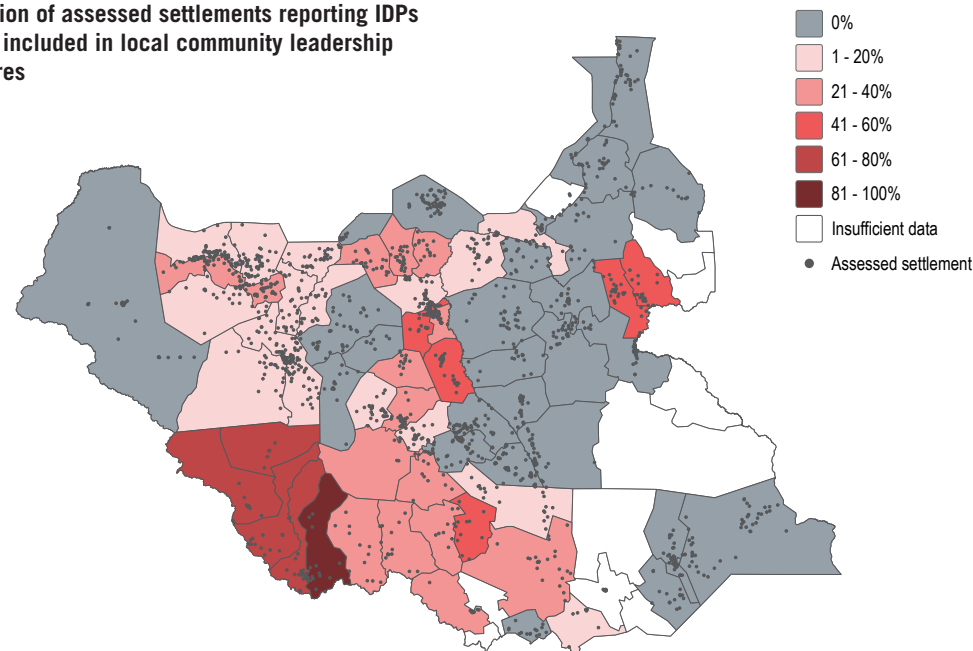 ion of assessed settlements reporting IDPs
included in local community leadership
res
0%
1 - 20%
21 - 40%
41 - 60%
61 - 80%
81 - 100%
Insufficient data
Assessed settlement